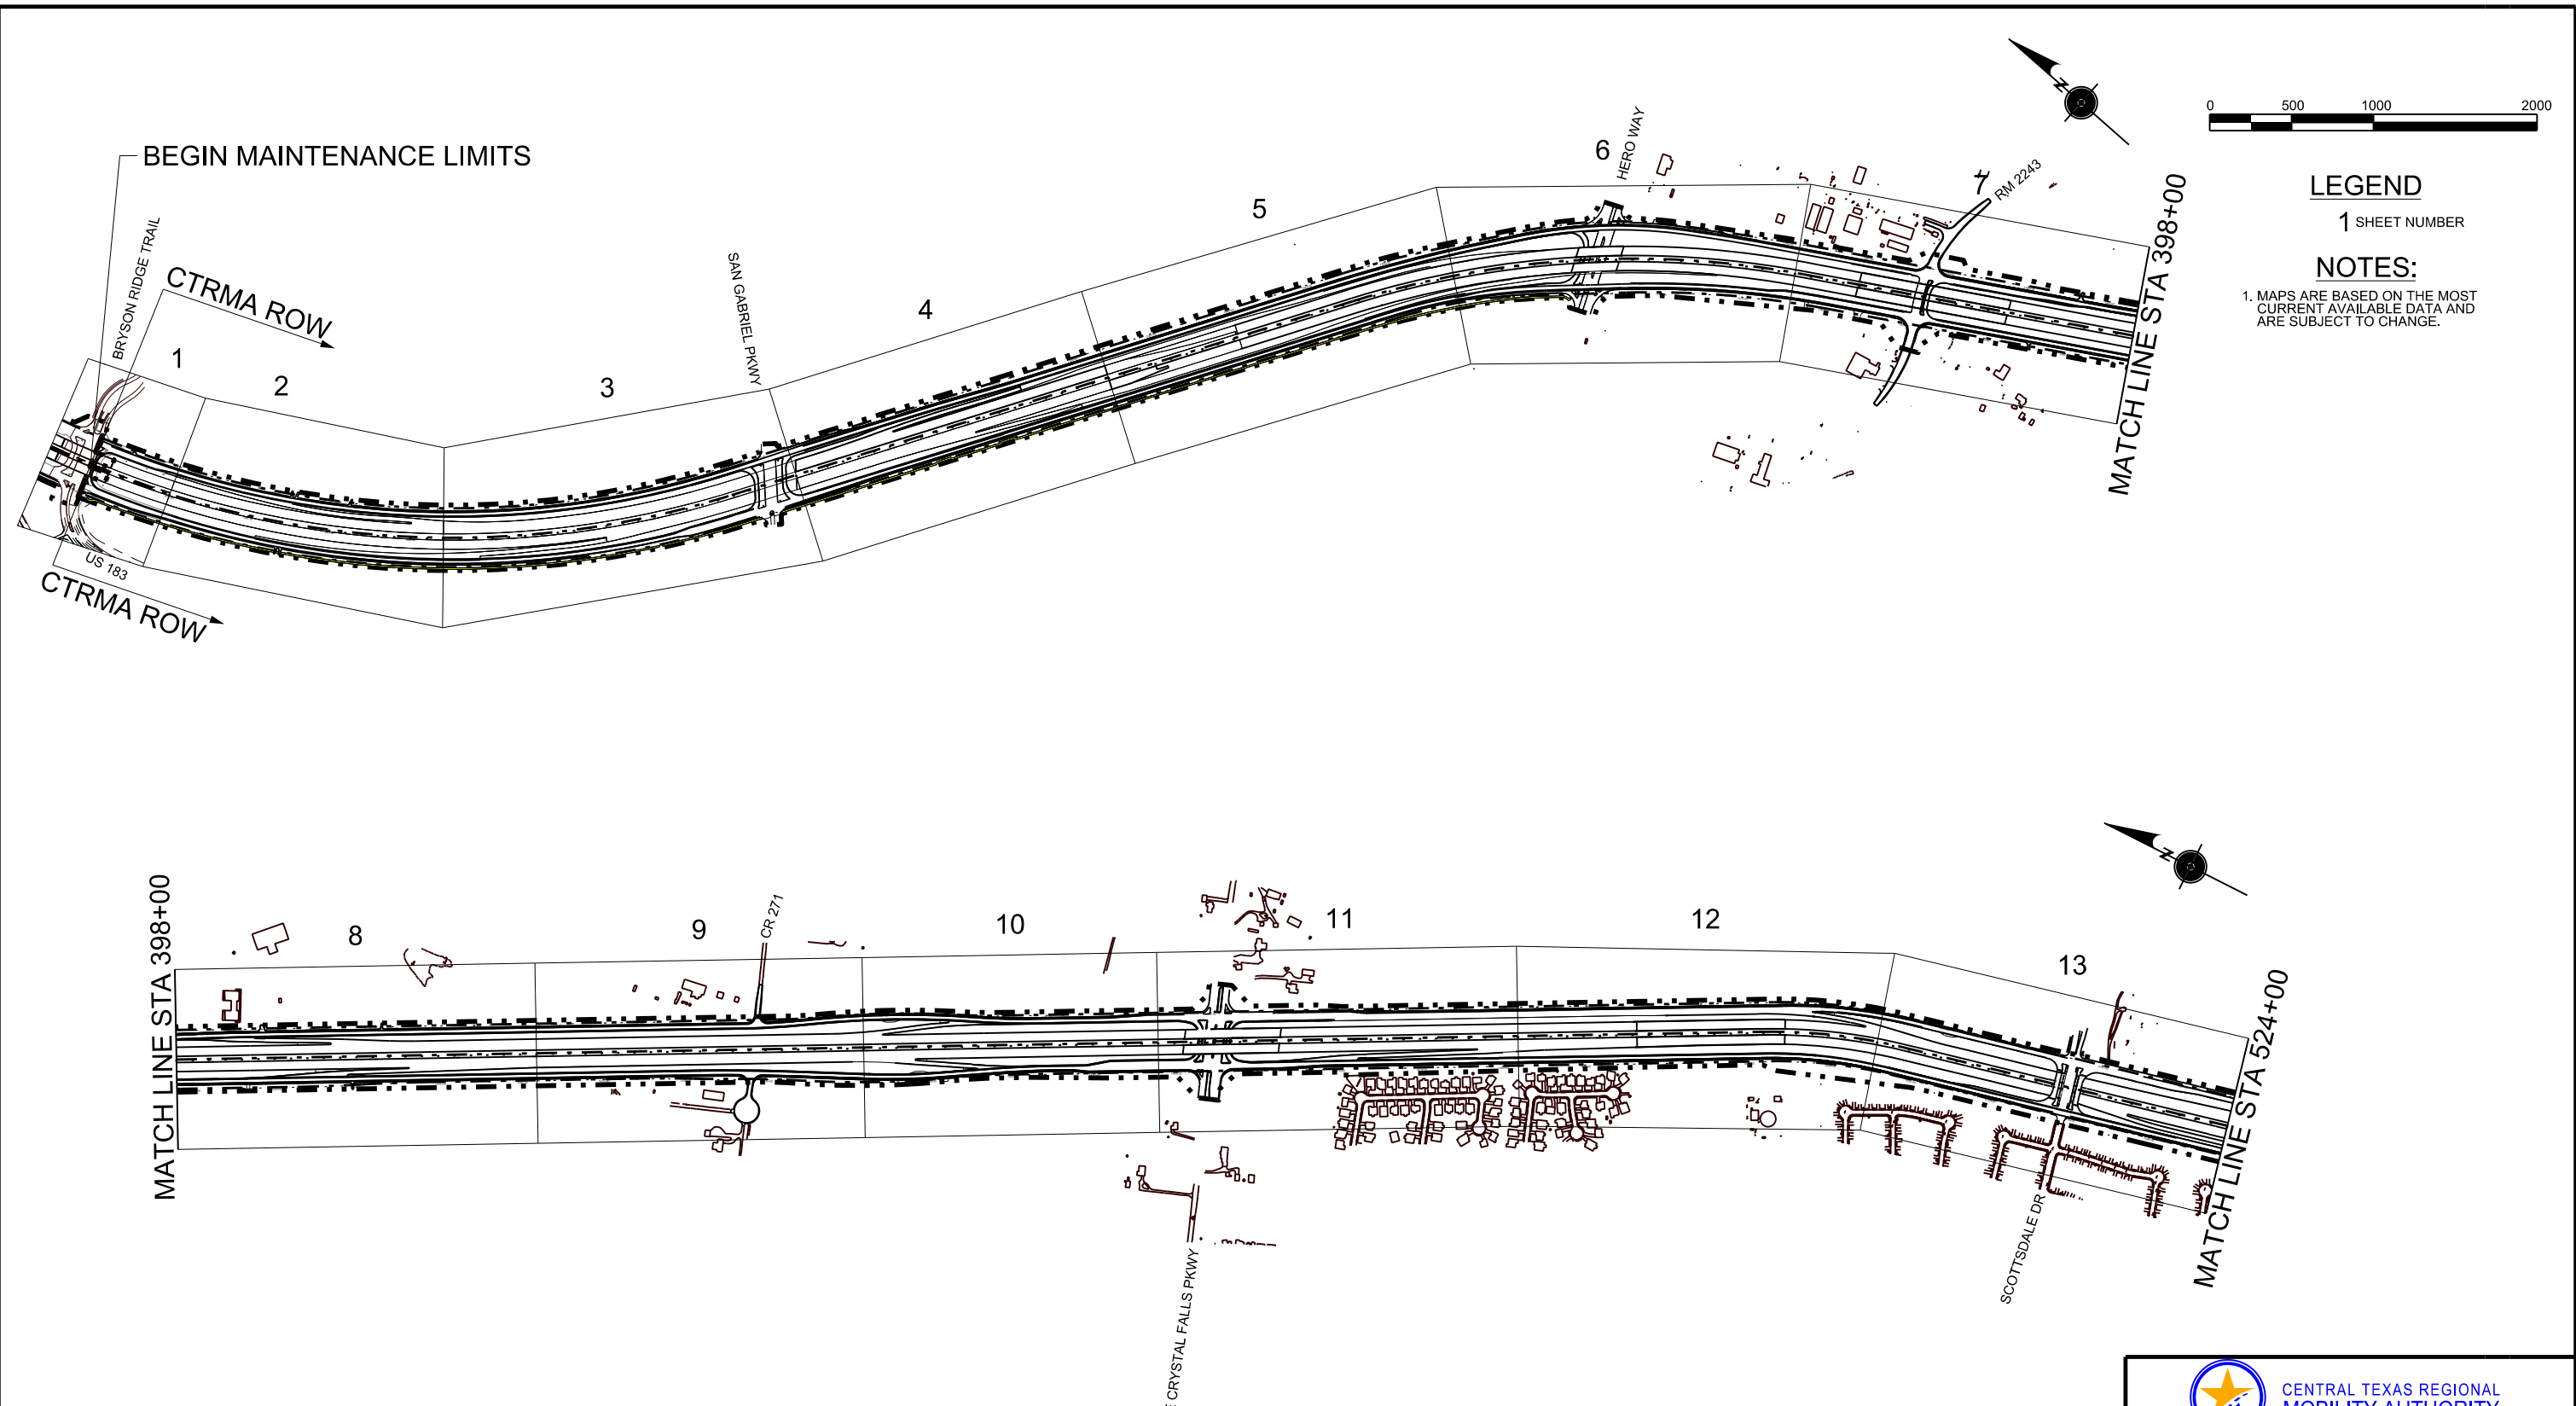 BEGIN MAINTENANCE LIMITS
BRYSON RIDGE TRAIL
CTRMA ROW
1
2
3
SAN GABRIEL PKWY
4
5
6
HERO WAY
7
RM 2243
MATCH LINE STA 398+00
US 183
CTRMA ROW
N
0 500 1000 2000
LEGEND
1 SHEET NUMBER
NOTES:
1. MAPS ARE BASED ON THE MOST
CURRENT AVAILABLE DATA AND
ARE SUBJECT TO CHANGE.
N
MATCH LINE STA 398+00
8
9
CR 271
10
11
12
13
CRYSTAL FALLS PKWY
SCOTTSDALE DR
MATCH LINE STA 524+00
CENTRAL TEXAS REGIONAL
MOBILITY AUTHORITY